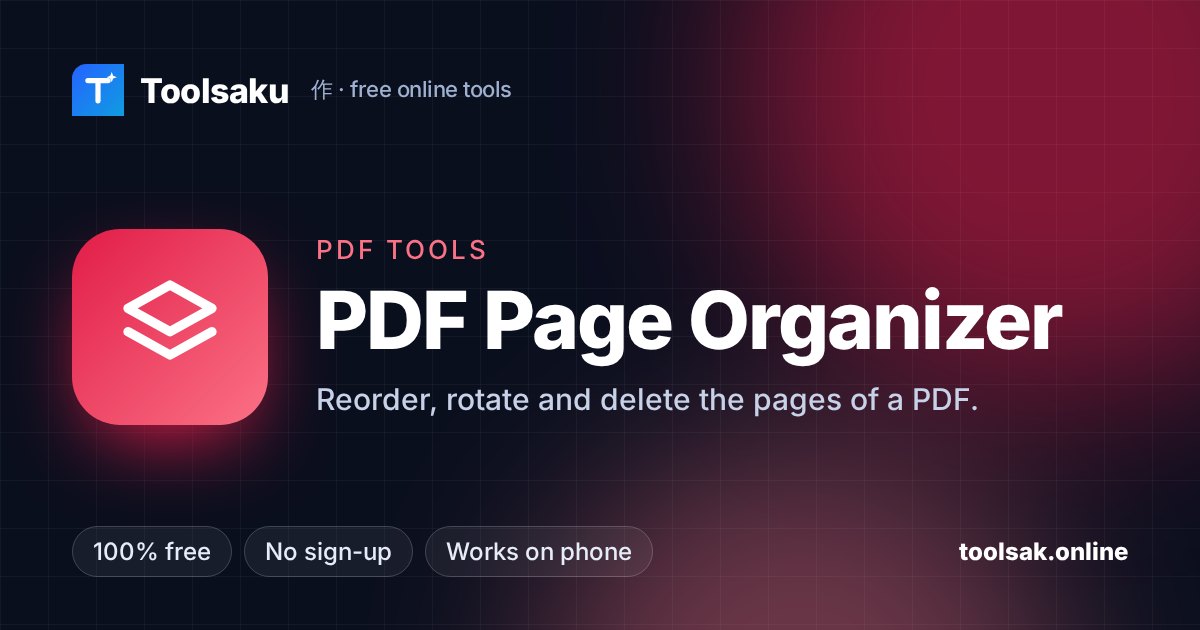 Toolsaku 作 · free online tools
PDF TOOLS
PDF Page Organizer
Reorder, rotate and delete the pages of a PDF.
100% free No sign-up Works on phone toolsak.online